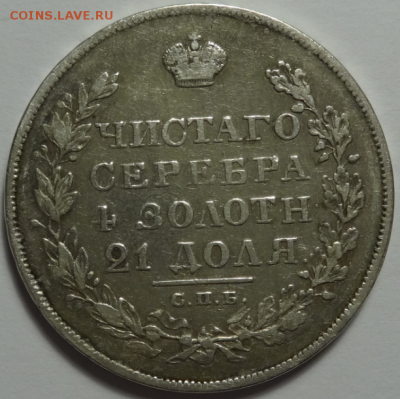 COINS.LAVE.RU
ЧИСТАГО
СЕРЕБРА
4 ЗОЛОТН
21 ДОЛЯ.
С.П.Б.